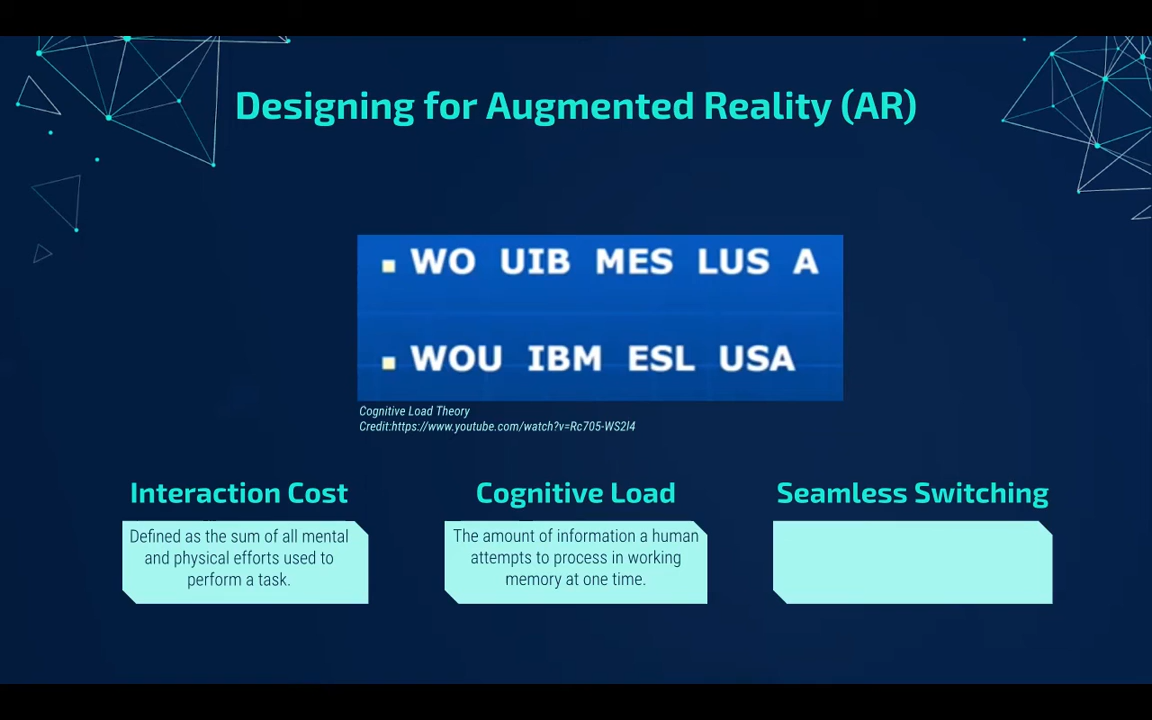 Designing for Augmented Reality (AR)
WO UIB MES LUS A
WOU IBM ESL USA
Cognitive Load Theory
Credit:https://www.youtube.com/watch?v=Rc705-WS2l4
Interaction Cost
Defined as the sum of all mental
and physical efforts used to
perform a task.
Cognitive Load
The amount of information a human
attempts to process in working
memory at one time.
Seamless Switching